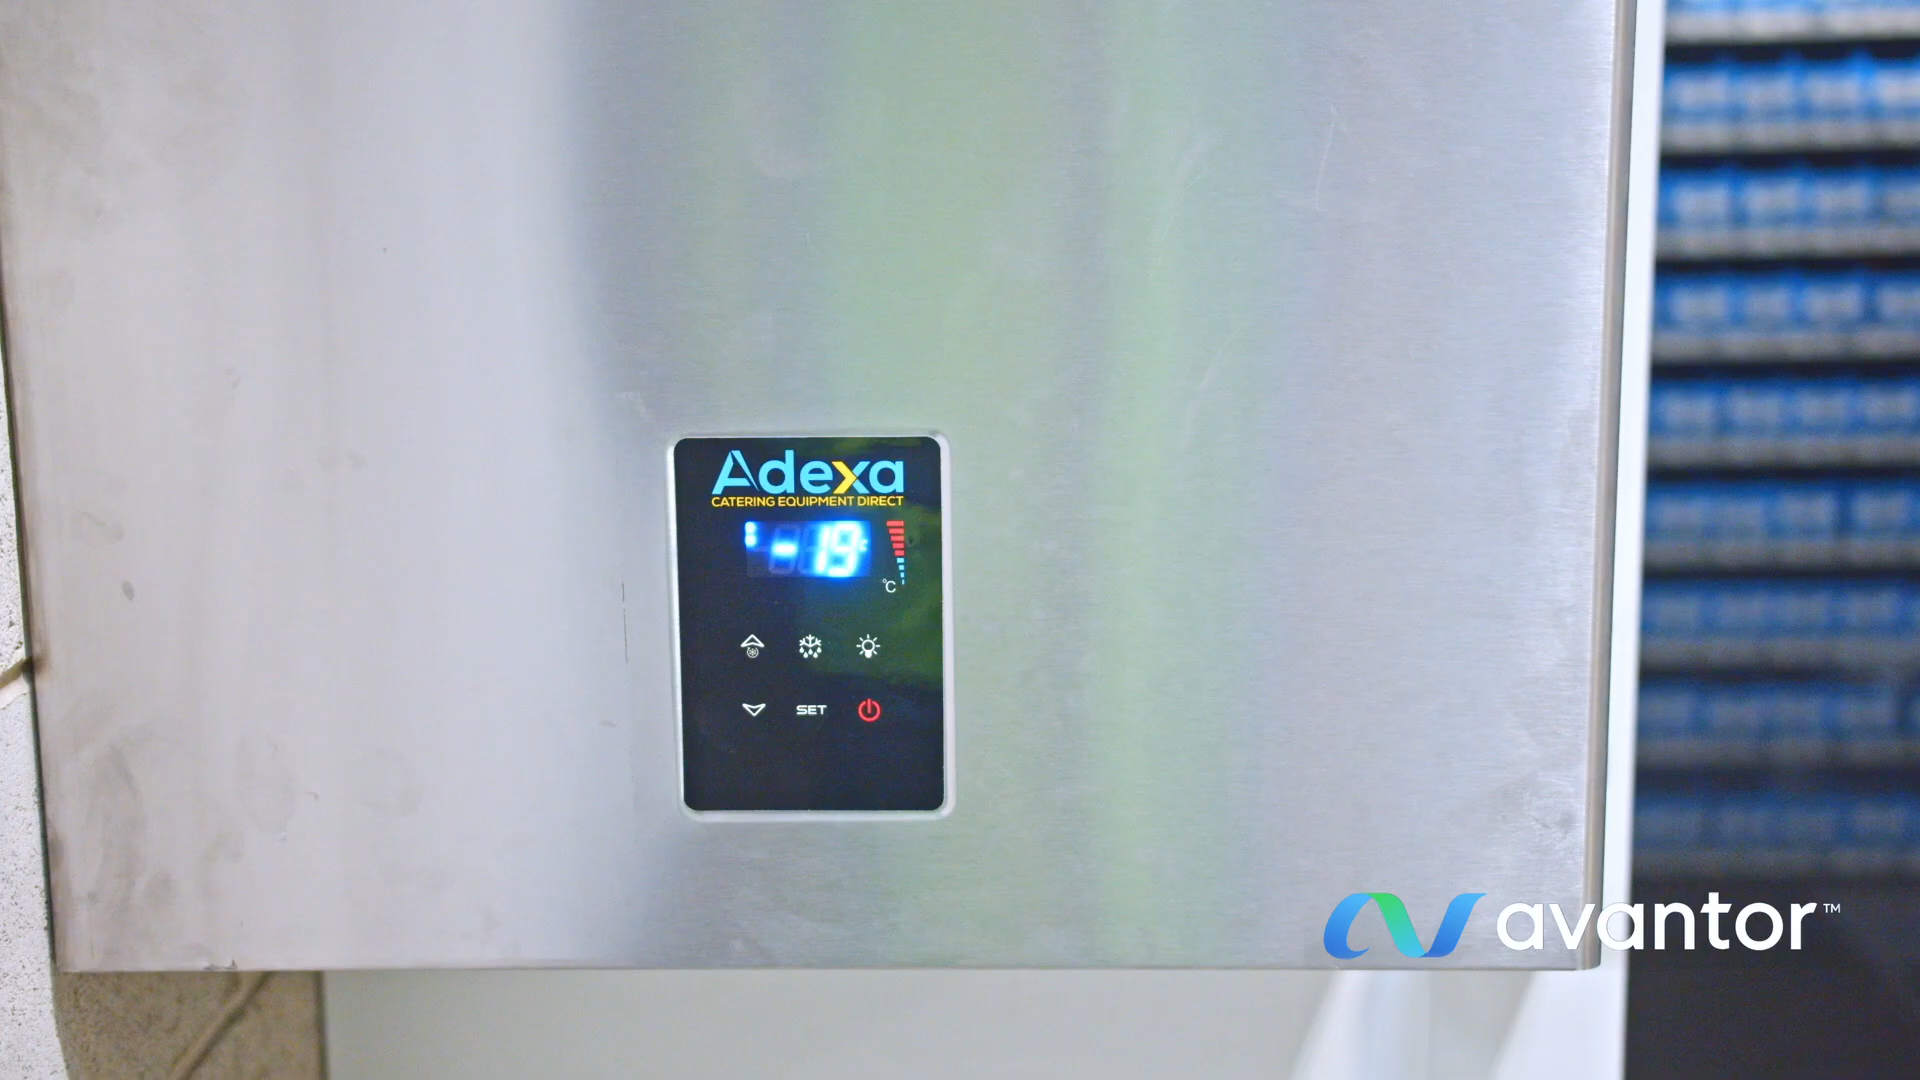 Adexa
CATERING EQUIPMENT DIRECT
-19
°C
SET
avantor™